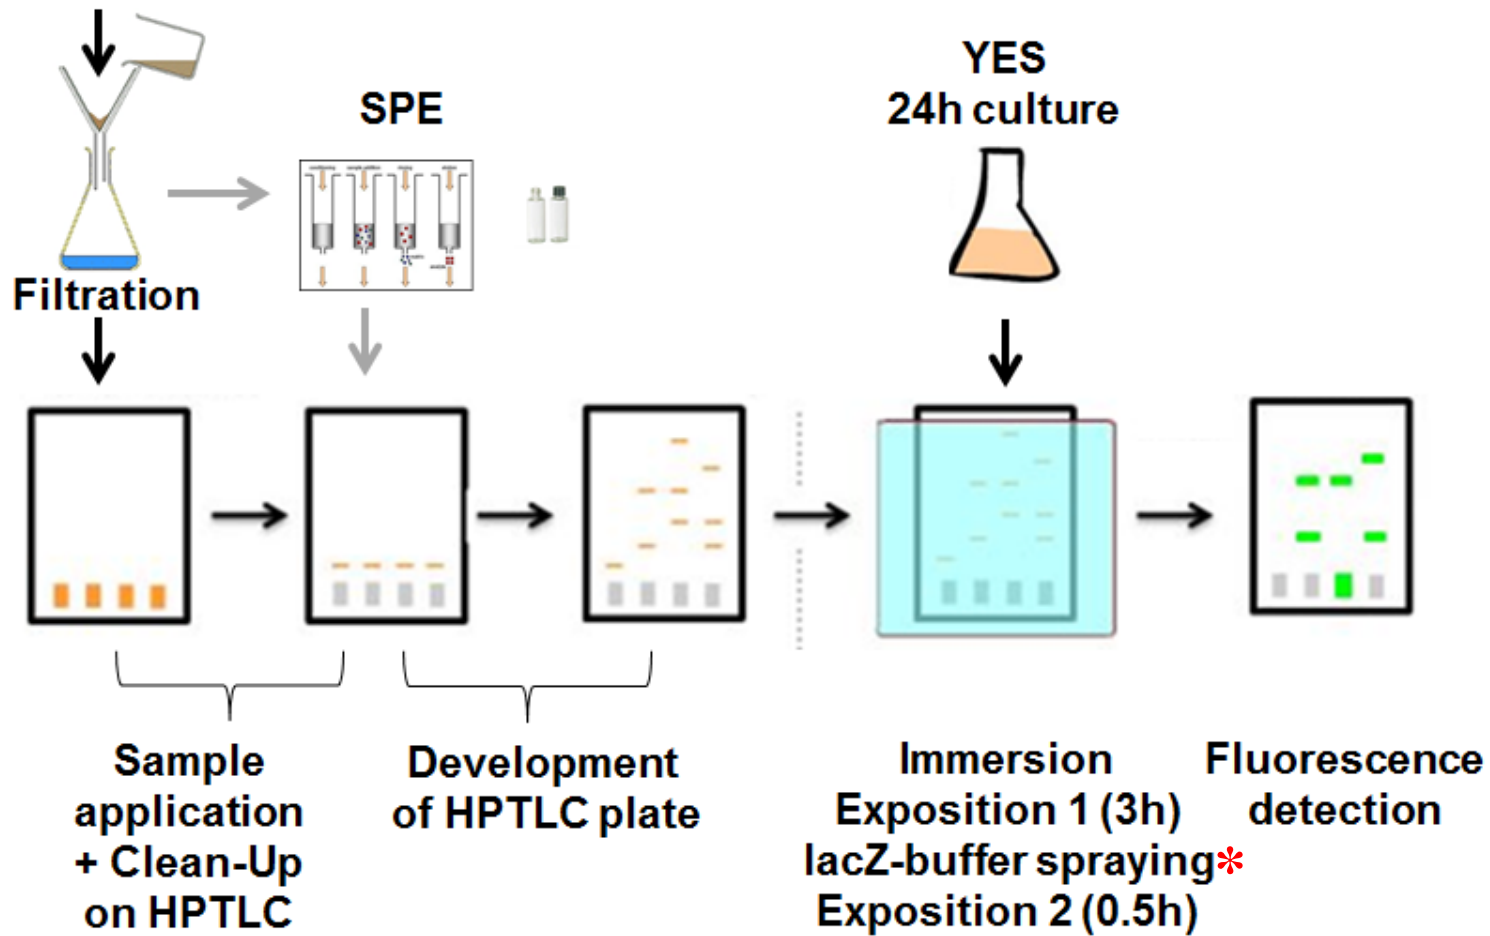 SPE
YES
24h culture
Filtration
Sample
application
+ Clean-Up
on HPTLC
Development
of HPTLC plate
Immersion
Exposition 1 (3h)
lacZ-buffer spraying*
Exposition 2 (0.5h)
Fluorescence
detection